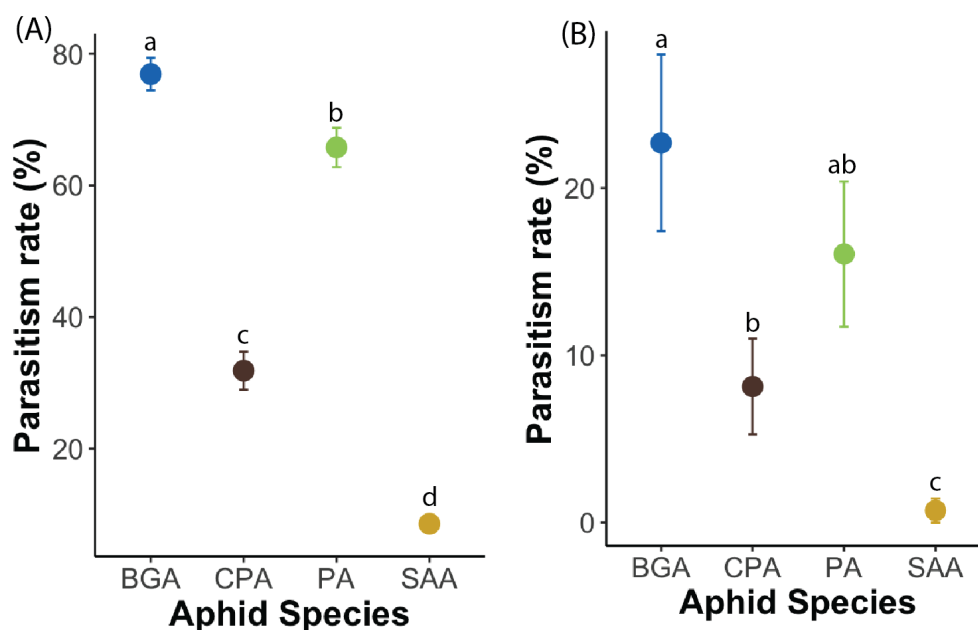 (A)
Parasitism rate (%)
80
60
40
20
a
c
b
d
BGA CPA PA SAA
Aphid Species
(B)
Parasitism rate (%)
20
10
0
a
b
ab
c
BGA CPA PA SAA
Aphid Species